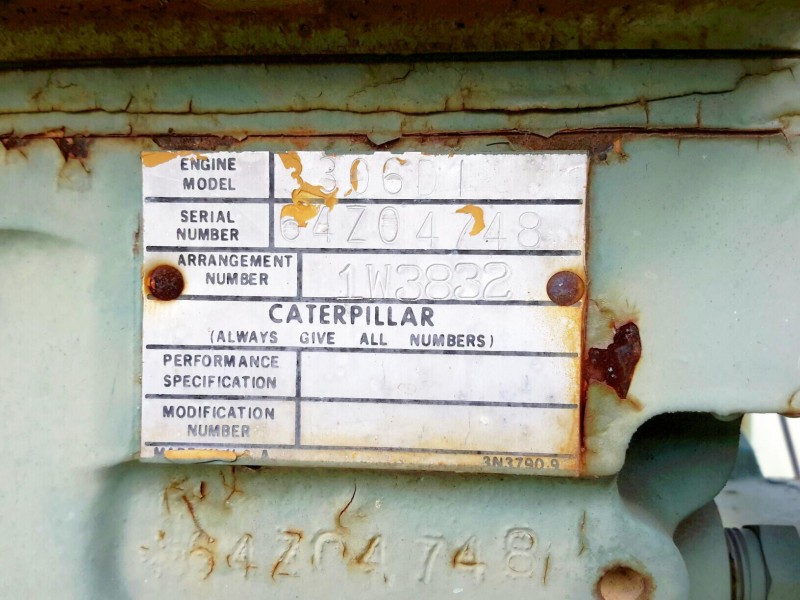 ENGINE
MODEL
306DI
SERIAL
NUMBER
64Z04748
ARRANGEMENT
NUMBER
1W3832
CATERPILLAR
(ALWAYS GIVE ALL NUMBERS)
PERFORMANCE
SPECIFICATION
MODIFICATION
NUMBER
3N3790 9
64Z04748